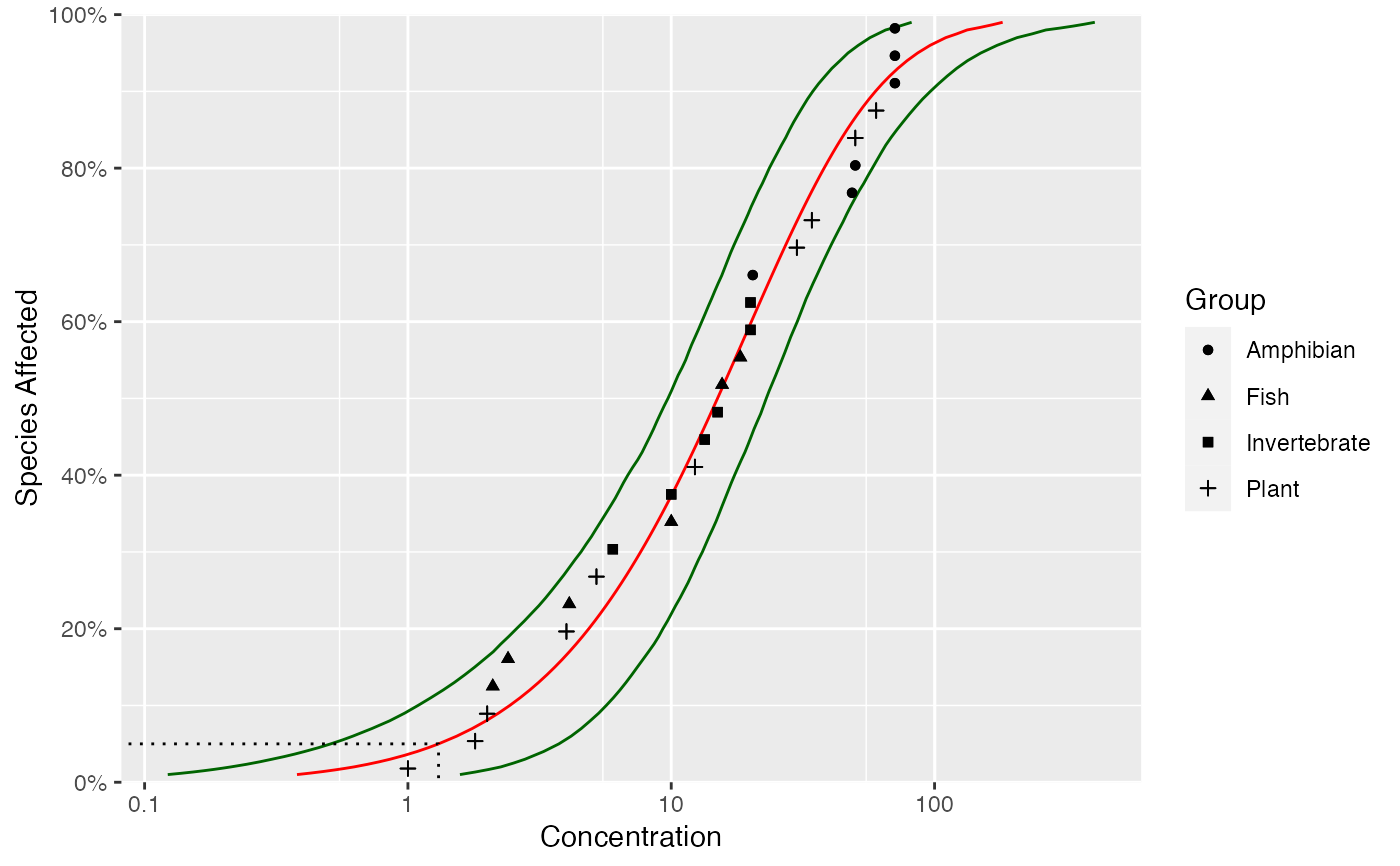 100%
80%
60%
40%
20%
0%
Species Affected
0.1 1 10 100
Concentration
Group
Amphibian
Fish
Invertebrate
Plant